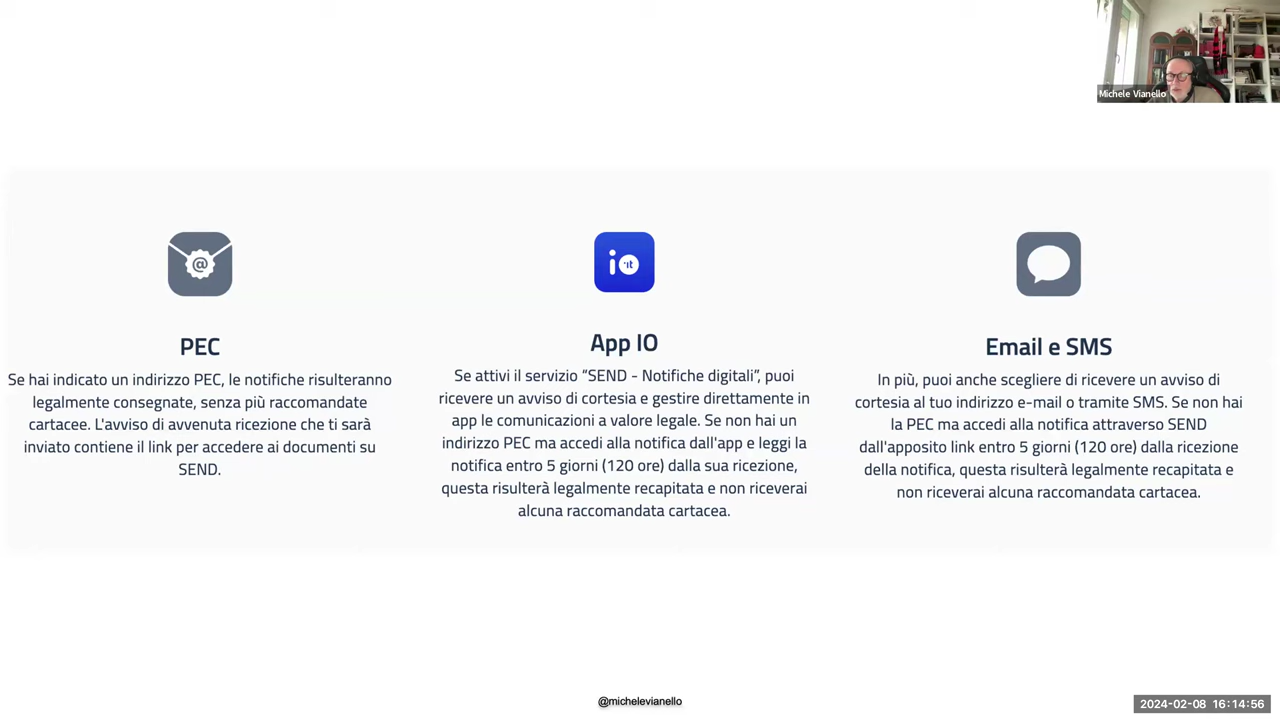 Michele Vianello
@
io
PEC
Se hai indicato un indirizzo PEC, le notifiche risulteranno
legalmente consegnate, senza più raccomandate
cartacee. L'avviso di avvenuta ricezione che ti sarà
inviato contiene il link per accedere ai documenti su
SEND.
App IO
Se attivi il servizio “SEND - Notifiche digitali”, puoi
ricevere un avviso di cortesia e gestire direttamente in
app le comunicazioni a valore legale. Se non hai un
indirizzo PEC ma accedi alla notifica dall'app e leggi la
notifica entro 5 giorni (120 ore) dalla sua ricezione,
questa risulterà legalmente recapitata e non riceverai
alcuna raccomandata cartacea.
Email e SMS
In più, puoi anche scegliere di ricevere un avviso di
cortesia al tuo indirizzo e-mail o tramite SMS. Se non hai
la PEC ma accedi alla notifica attraverso SEND
dall'apposito link entro 5 giorni (120 ore) dalla ricezione
della notifica, questa risulterà legalmente recapitata e
non riceverai alcuna raccomandata cartacea.
@michelevianello
2024-02-08 16:14:56